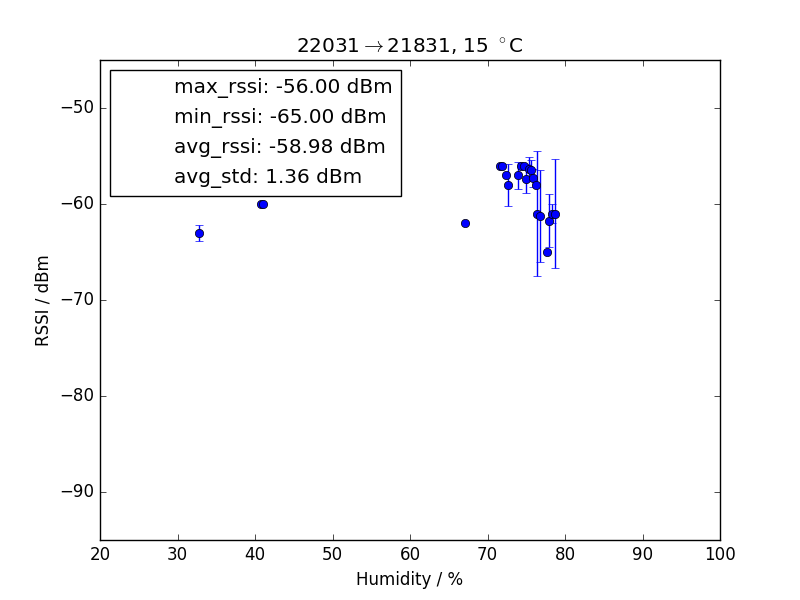 22031→21831, 15 °C
max_rssi: -56.00 dBm
min_rssi: -65.00 dBm
avg_rssi: -58.98 dBm
avg_std: 1.36 dBm
−50
−60
−70
−80
−90
RSSI / dBm
20 30 40 50 60 70 80 90 100
Humidity / %